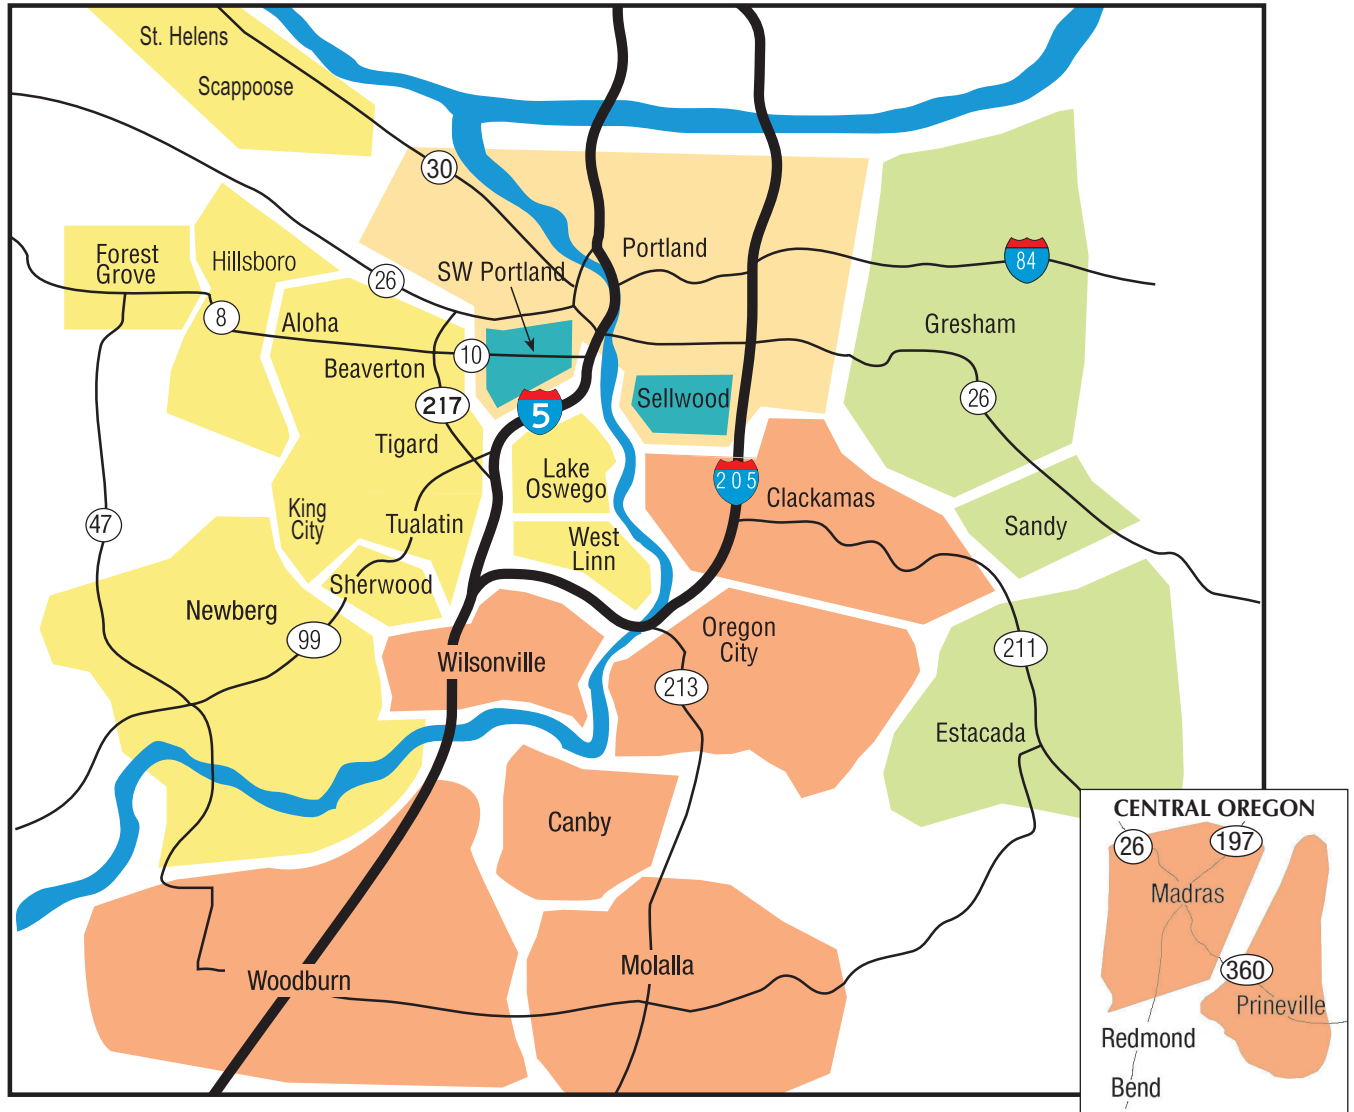 St. Helens
Scappoose
30
Portland
SW Portland
84
Forest
Grove
Hillsboro
26
8
Aloha
10
Beaverton
217
5
Sellwood
Gresham
26
Tigard
Lake
Oswego
205
Clackamas
47
King
City
Tualatin
West
Linn
Sandy
Sherwood
Newberg
99
Wilsonville
Oregon
City
213
211
Estacada
Canby
Woodburn
Molalla
CENTRAL OREGON
26
197
Madras
360
Prineville
Redmond
Bend